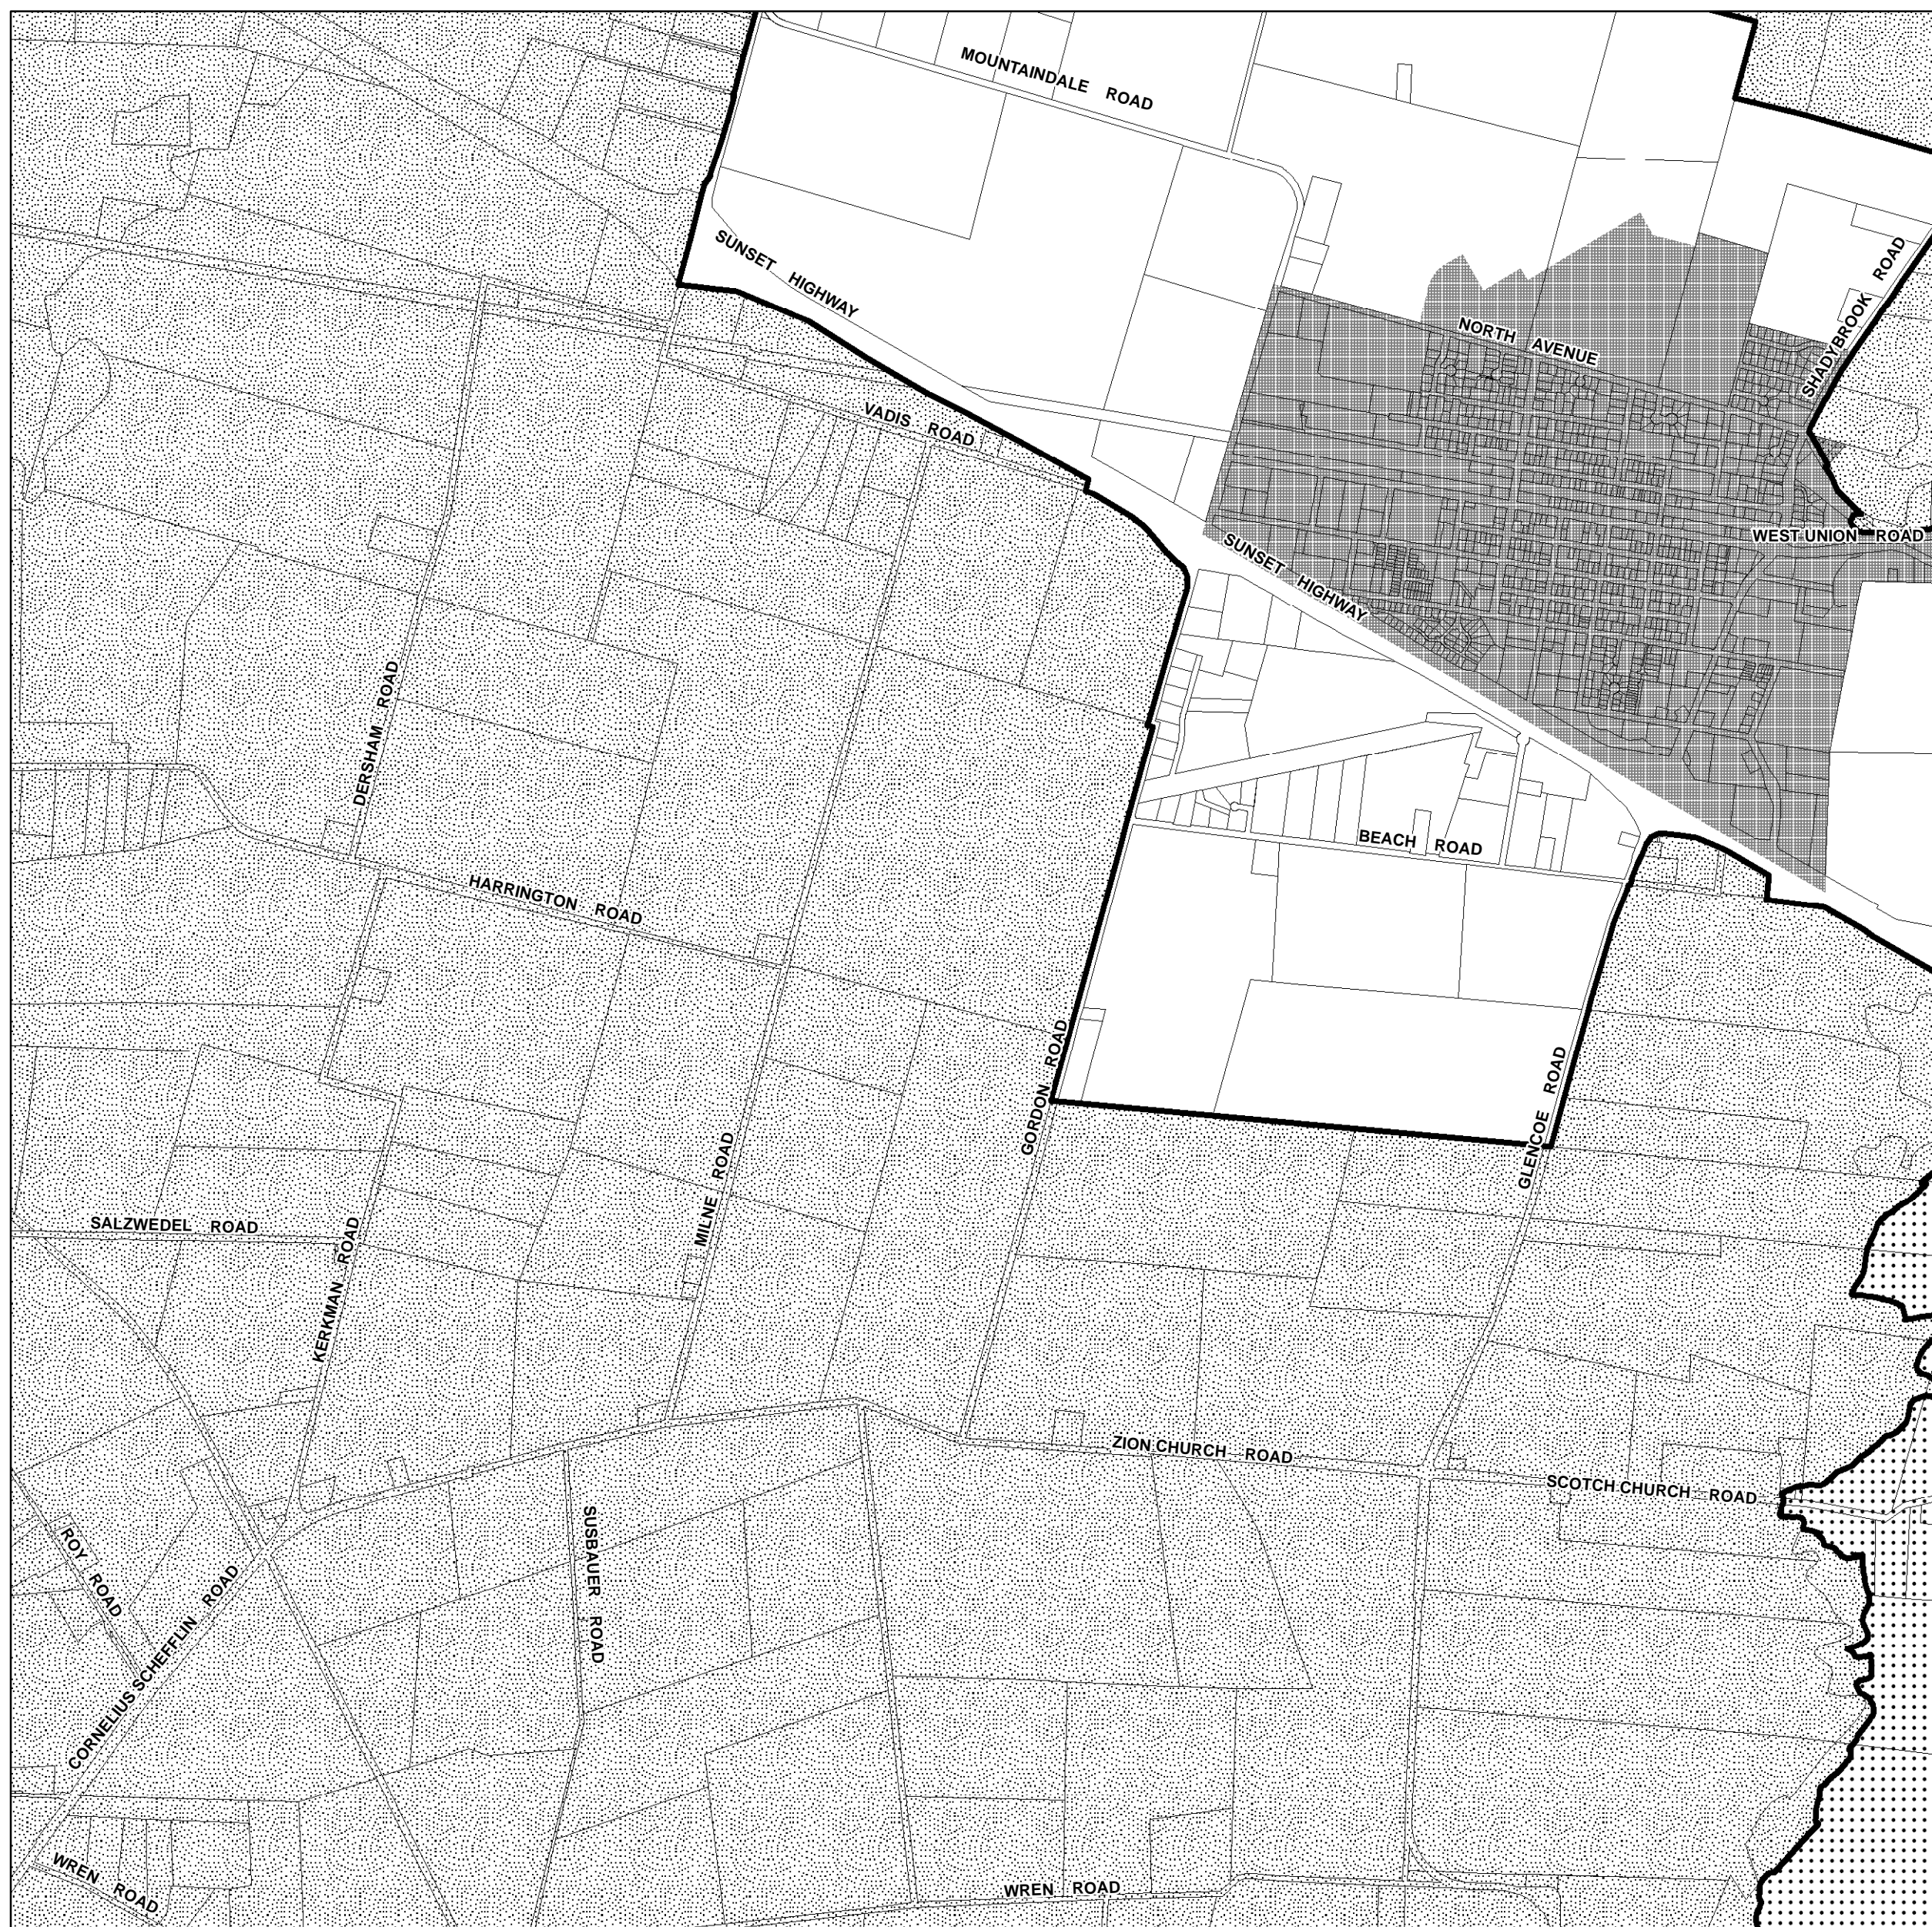 MOUNTAINDALE ROAD
SUNSET HIGHWAY
SHADYBROOK ROAD
NORTH AVENUE
VADIS ROAD
WEST UNION ROAD
SUNSET HIGHWAY
DERSHAM ROAD
BEACH ROAD
HARRINGTON ROAD
GORDON ROAD
GLENCOE ROAD
MILNE ROAD
SALZWEDEL ROAD
KERKMAN ROAD
ZION CHURCH ROAD
SCOTCH CHURCH ROAD
SUSBAUER ROAD
ROY ROAD
CORNELIUS SCHEFFLIN ROAD
WREN ROAD
WREN ROAD